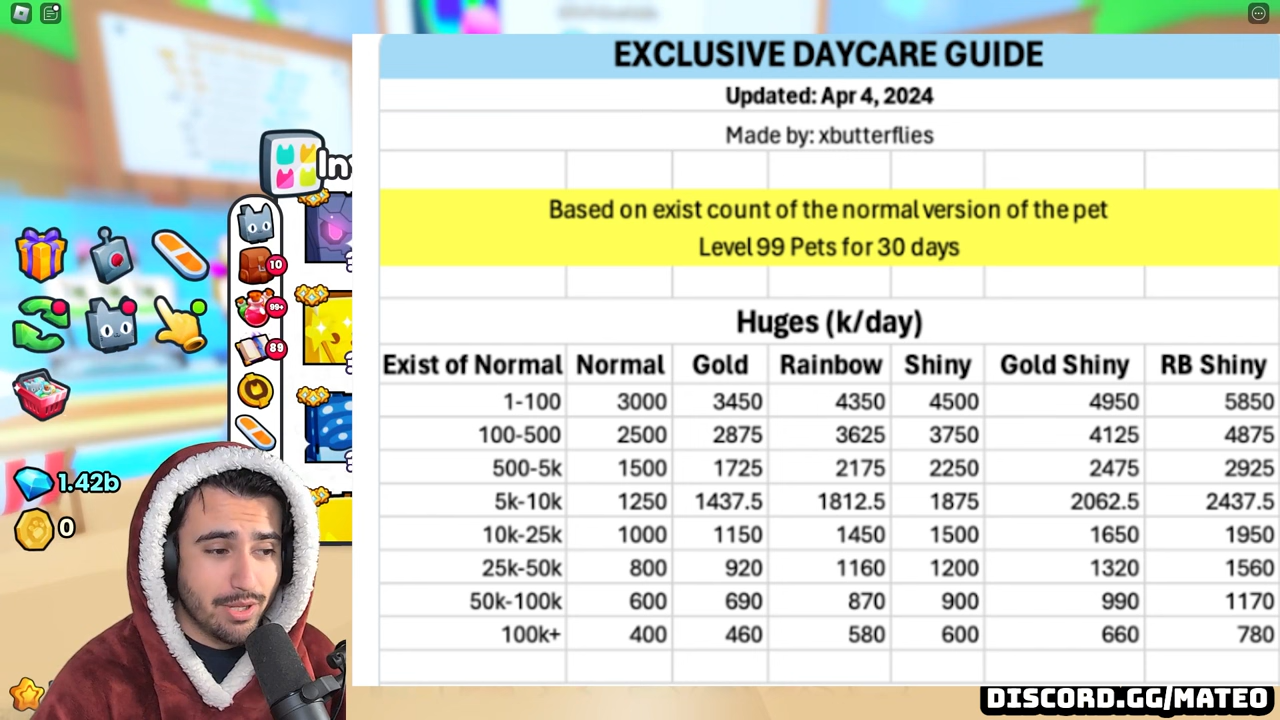 EXCLUSIVE DAYCARE GUIDE
Updated: Apr 4, 2024
Made by: xbutterflies
Based on exist count of the normal version of the pet
Level 99 Pets for 30 days
Huges (k/day)
Exist of Normal Normal Gold Rainbow Shiny Gold Shiny RB Shiny
1-100 3000 3450 4350 4500 4950 5850
100-500 2500 2875 3625 3750 4125 4875
500-5k 1500 1725 2175 2250 2475 2925
5k-10k 1250 1437.5 1812.5 1875 2062.5 2437.5
10k-25k 1000 1150 1450 1500 1650 1950
25k-50k 800 920 1160 1200 1320 1560
50k-100k 600 690 870 900 990 1170
100k+ 400 460 580 600 660 780
10
99+
89
1.42b
0
DISCORD.GG/MATEO